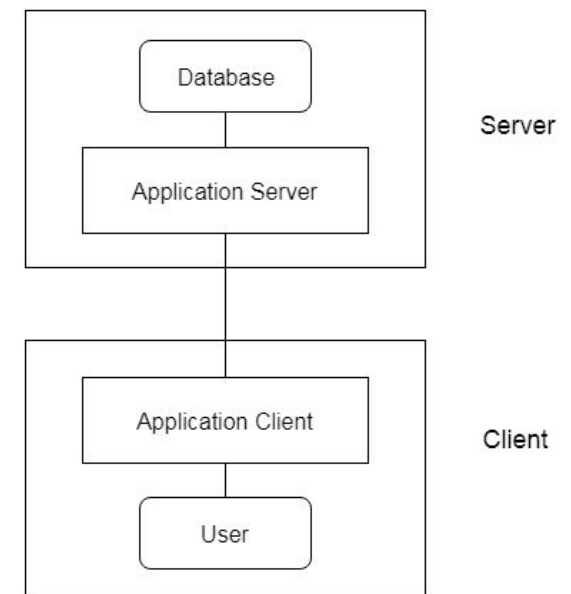 Database
Server
Application Server
Application Client
Client
User